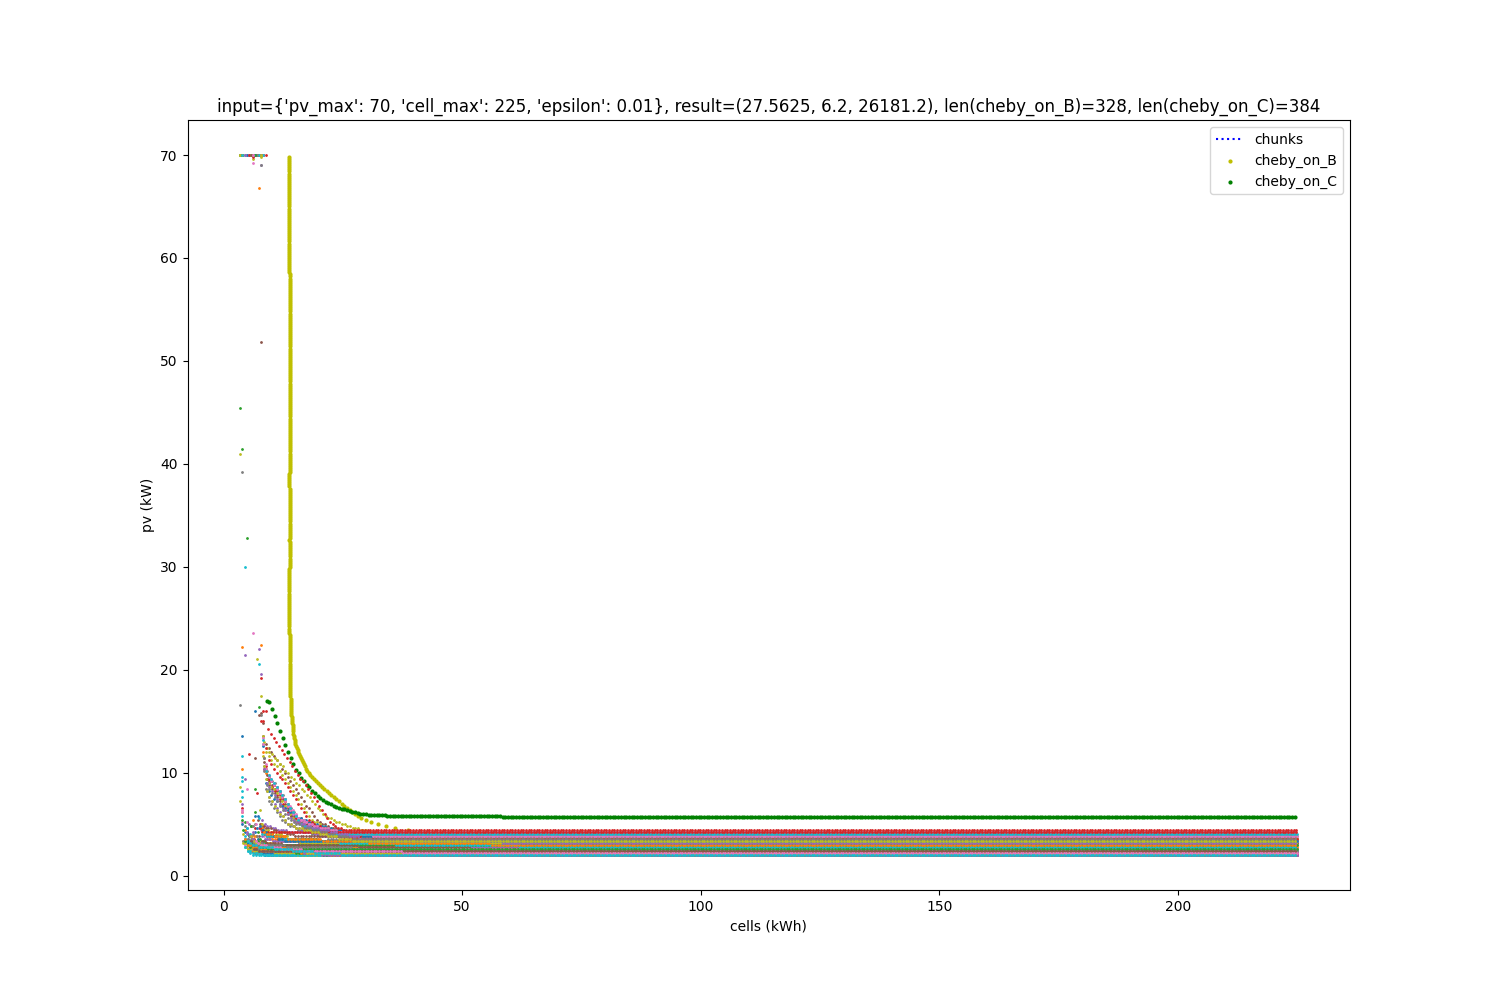 input={'pv_max': 70, 'cell_max': 225, 'epsilon': 0.01}, result=(27.5625, 6.2, 26181.2), len(cheby_on_B)=328, len(cheby_on_C)=384
chunks
cheby_on_B
cheby_on_C
70
60
50
40
30
20
10
0
pv (kW)
0 50 100 150 200
cells (kWh)